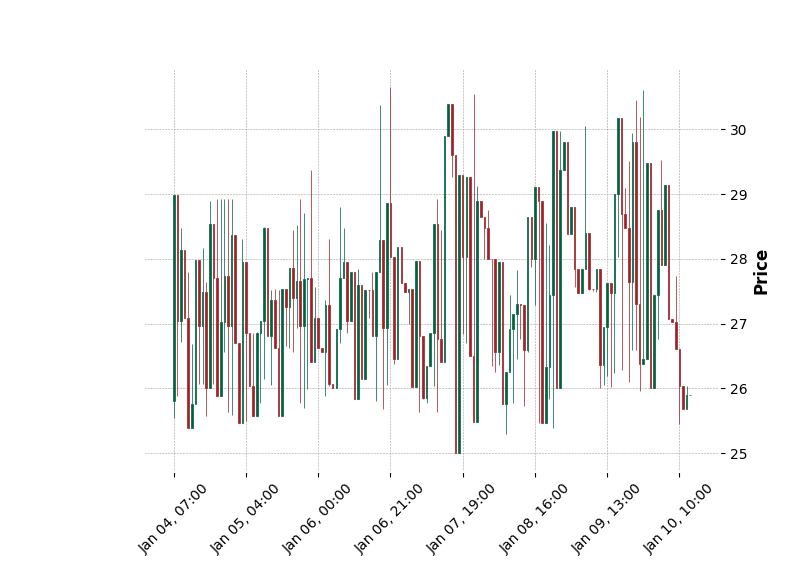 30
29
28
27
26
25
Price
Jan 04, 07:00
Jan 05, 04:00
Jan 06, 00:00
Jan 06, 21:00
Jan 07, 19:00
Jan 08, 16:00
Jan 09, 13:00
Jan 10, 10:00